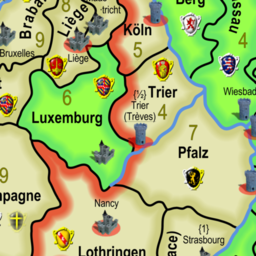 Berg
·tricht
Köln
Liège
Braba
9
5
4
ssau
Bruxelles
Liège
6
{½}
Trier
Trier
(Trèves)
Wiesbad
Luxemburg
4
7
Pfalz
9
pagne
Nancy
{1}
Strasbourg
Lothringen
ace)